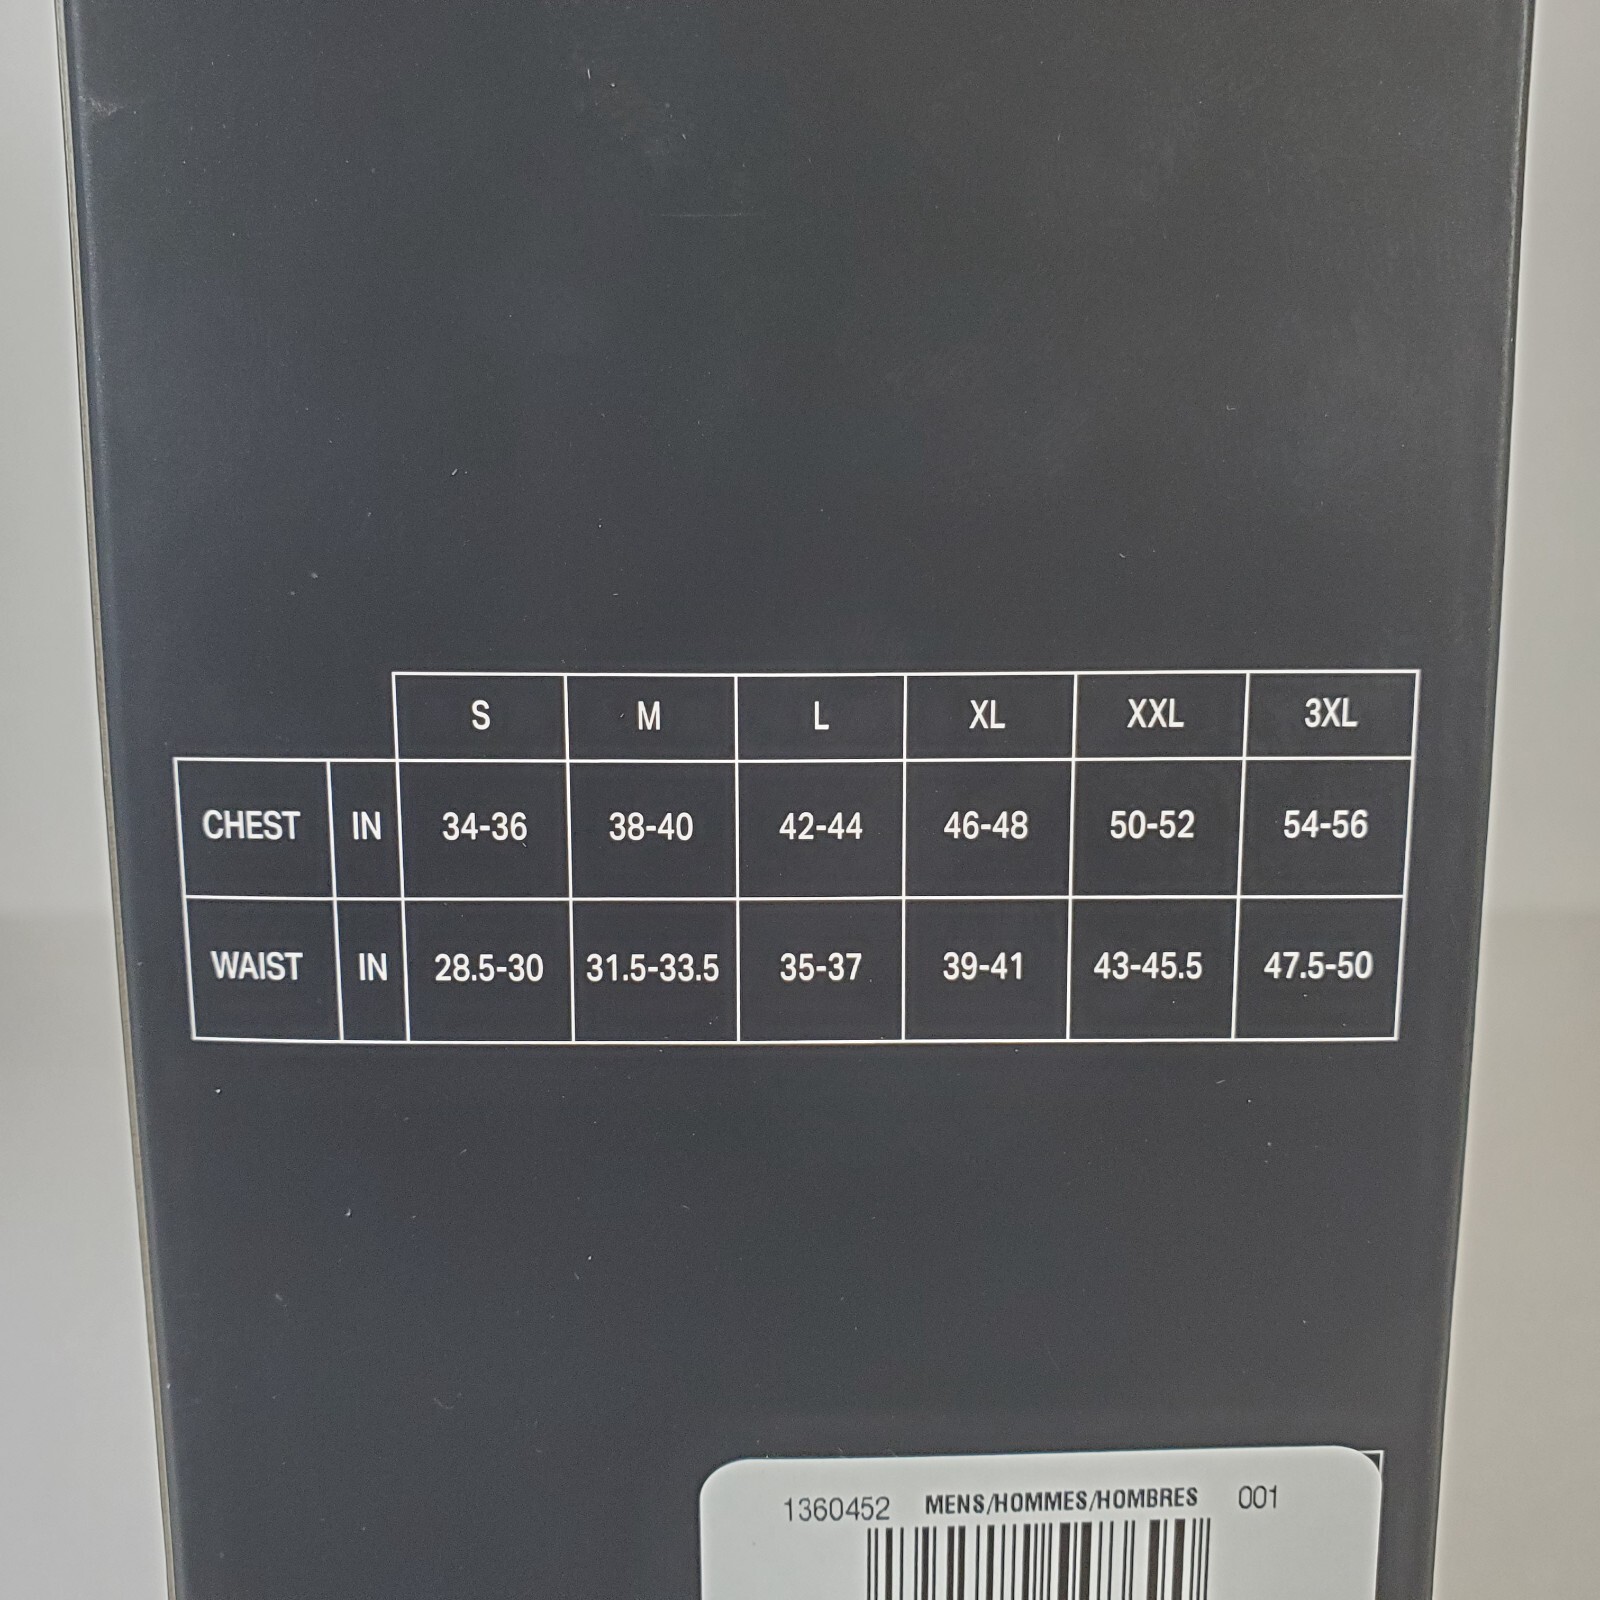 S M L XL XXL 3XL
CHEST IN 34-36 38-40 42-44 46-48 50-52 54-56
WAIST IN 28.5-30 31.5-33.5 35-37 39-41 43-45.5 47.5-50
1360452 MENS/HOMMES/HOMBRES 001